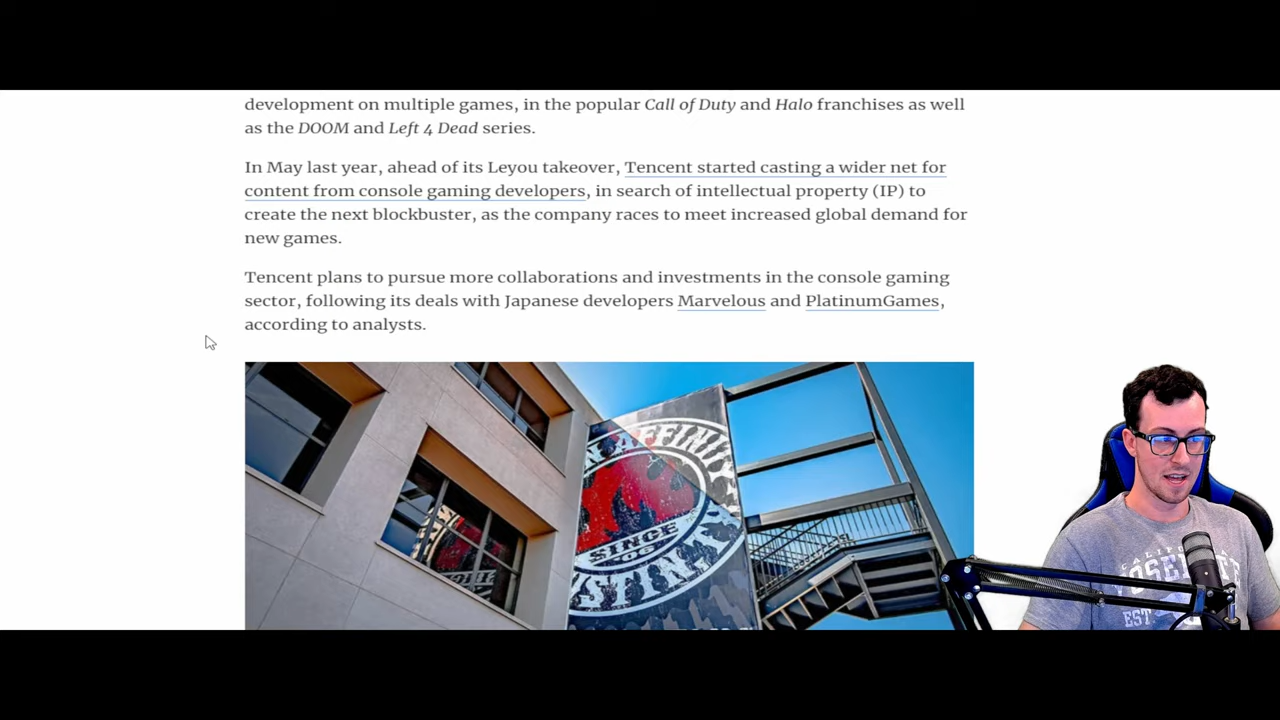 development on multiple games, in the popular Call of Duty and Halo franchises as well
as the DOOM and Left 4 Dead series.
In May last year, ahead of its Leyou takeover, Tencent started casting a wider net for
content from console gaming developers, in search of intellectual property (IP) to
create the next blockbuster, as the company races to meet increased global demand for
new games.
Tencent plans to pursue more collaborations and investments in the console gaming
sector, following its deals with Japanese developers Marvelous and PlatinumGames,
according to analysts.
N AFFINITY
SINCE
'06
USTIN, T
EST